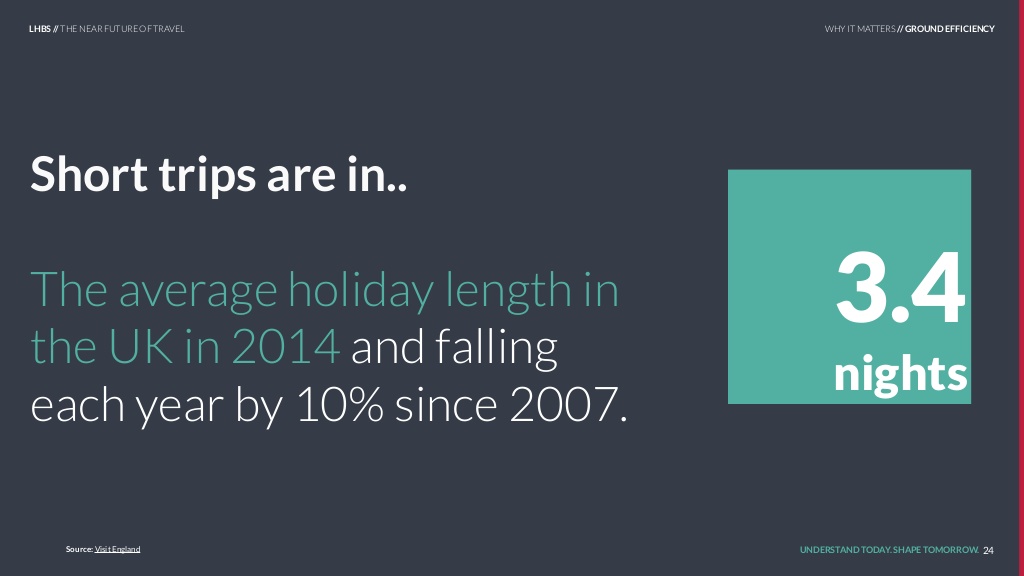 LHBS // THE NEAR FUTURE OF TRAVEL
WHY IT MATTERS // GROUND EFFICIENCY
Short trips are in..
The average holiday length in
the UK in 2014 and falling
each year by 10% since 2007.
3.4
nights
Source: Visit England
UNDERSTAND TODAY. SHAPE TOMORROW. 24